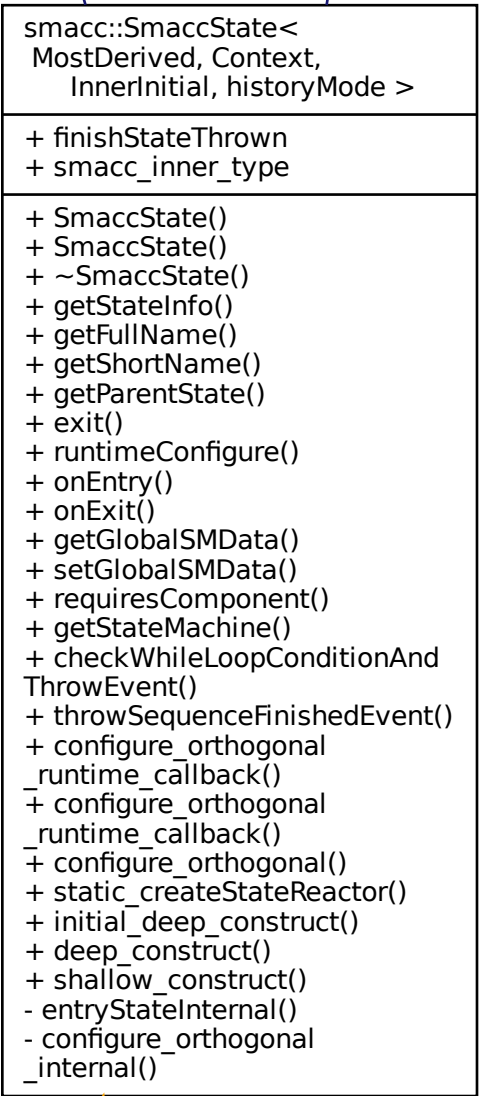 smacc::SmaccState<
MostDerived, Context,
InnerInitial, historyMode >
+ finishStateThrown
+ smacc_inner_type
+ SmaccState()
+ SmaccState()
+ ~SmaccState()
+ getStateInfo()
+ getFullName()
+ getShortName()
+ getParentState()
+ exit()
+ runtimeConfigure()
+ onEntry()
+ onExit()
+ getGlobalSMData()
+ setGlobalSMData()
+ requiresComponent()
+ getStateMachine()
+ checkWhileLoopConditionAnd
ThrowEvent()
+ throwSequenceFinishedEvent()
+ configure_orthogonal
_runtime_callback()
+ configure_orthogonal
_runtime_callback()
+ configure_orthogonal()
+ static_createStateReactor()
+ initial_deep_construct()
+ deep_construct()
+ shallow_construct()
- entryStateInternal()
- configure_orthogonal
_internal()